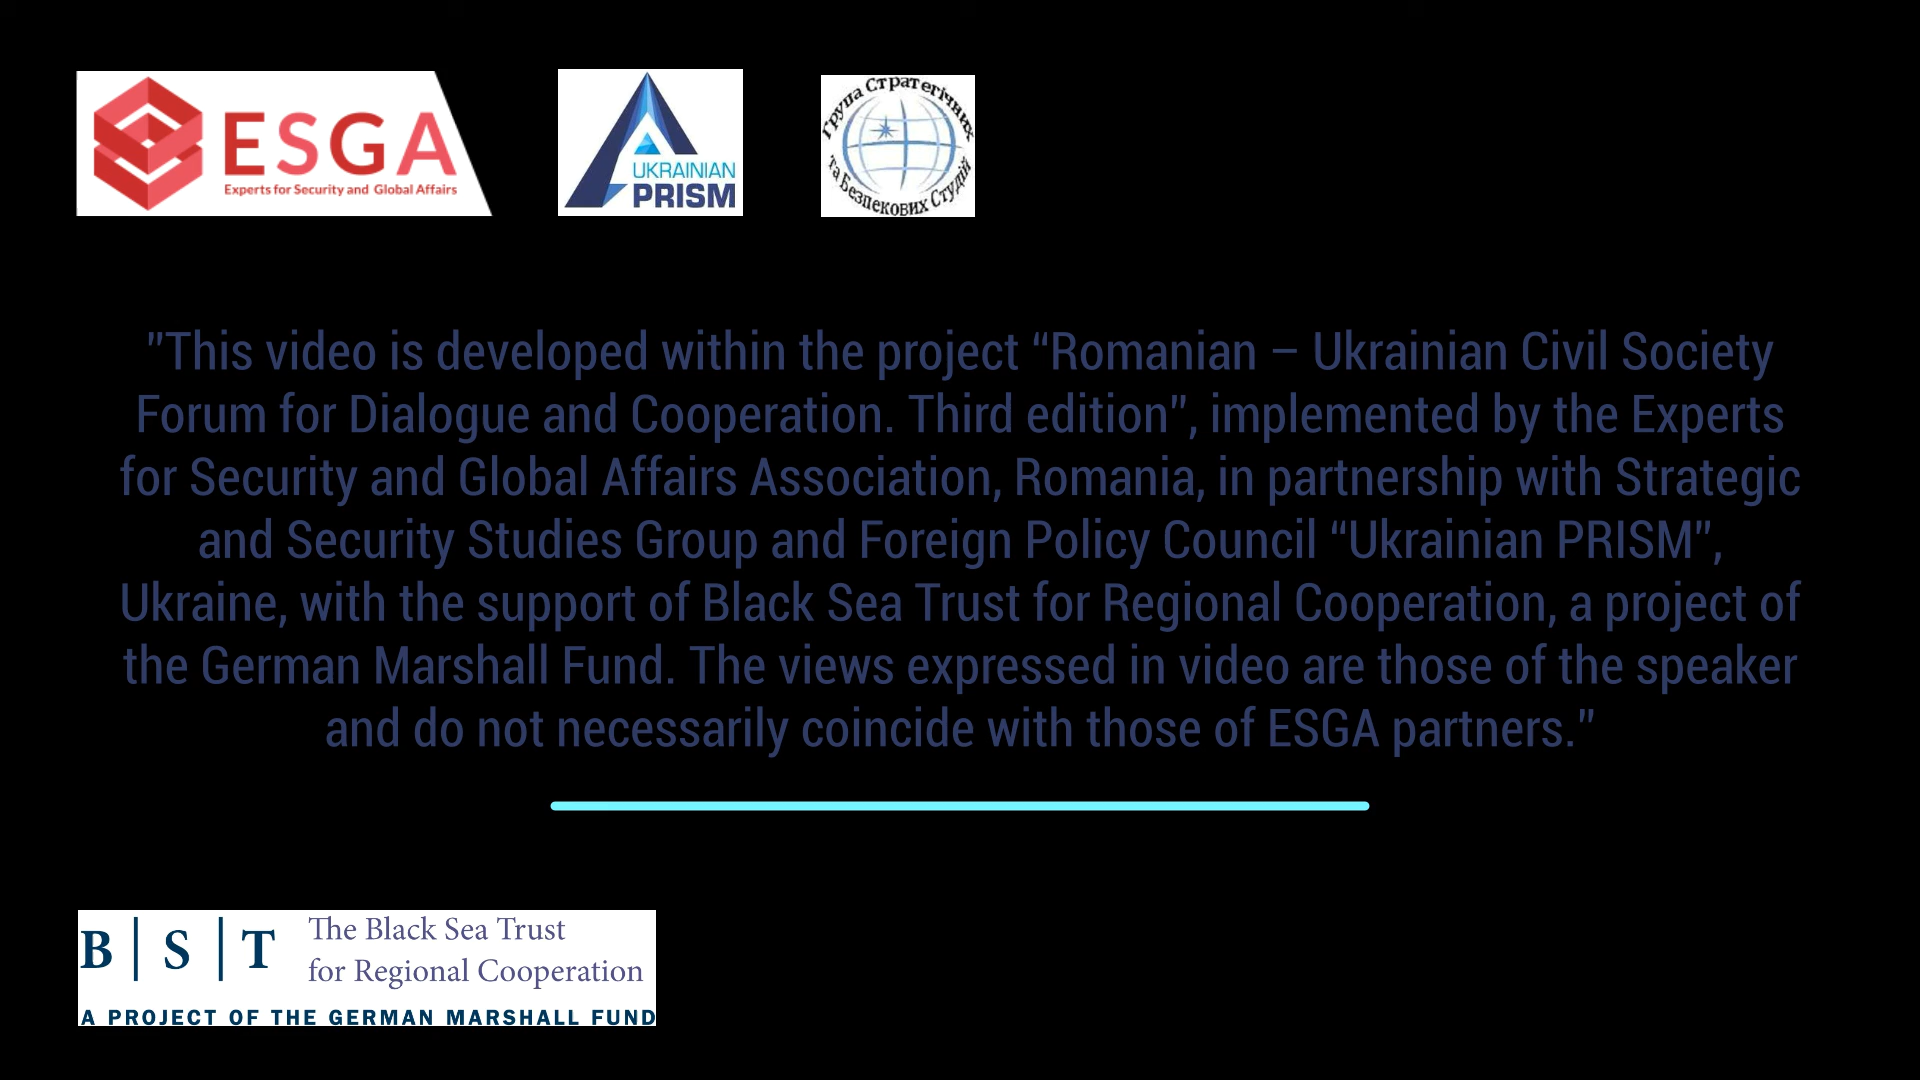 ESGA
Experts for Security and Global Affairs
UKRAINIAN
PRISM
Група Стратегічних
та Безпекових Студій
"This video is developed within the project “Romanian – Ukrainian Civil Society
Forum for Dialogue and Cooperation. Third edition”, implemented by the Experts
for Security and Global Affairs Association, Romania, in partnership with Strategic
and Security Studies Group and Foreign Policy Council “Ukrainian PRISM”,
Ukraine, with the support of Black Sea Trust for Regional Cooperation, a project of
the German Marshall Fund. The views expressed in video are those of the speaker
and do not necessarily coincide with those of ESGA partners."
B | S | T
The Black Sea Trust
for Regional Cooperation
A PROJECT OF THE GERMAN MARSHALL FUND